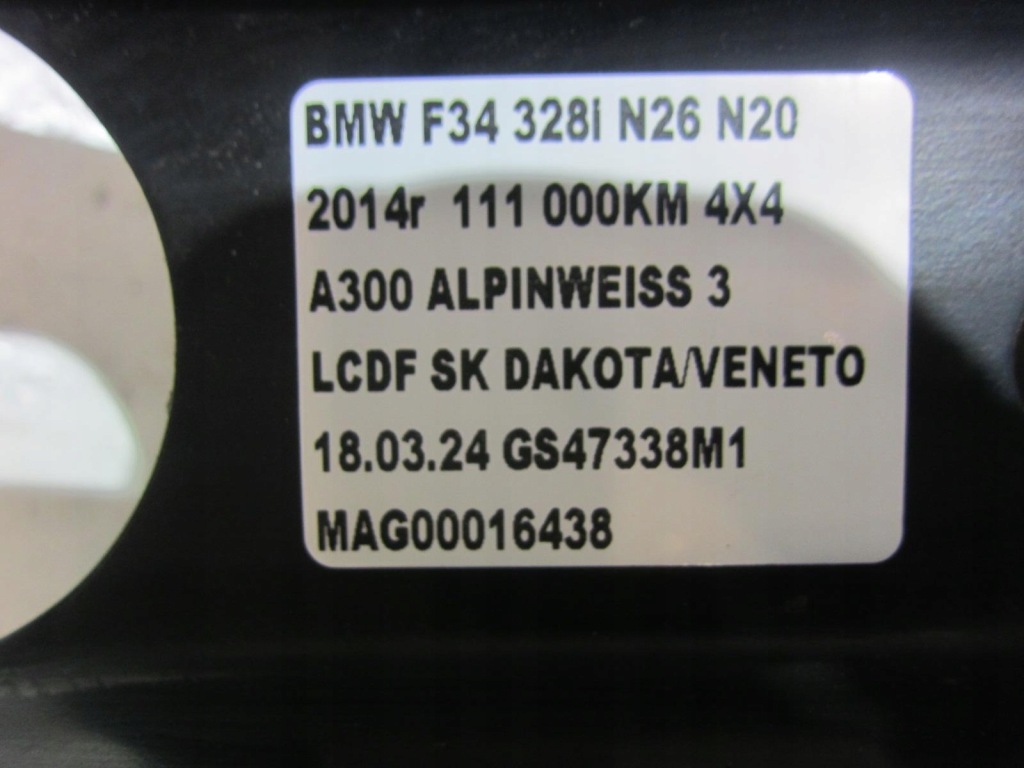 BMW F34 328i N26 N20
2014r 111 000KM 4X4
A300 ALPINWEISS 3
LCDF SK DAKOTA/VENETO
18.03.24 GS47338M1
MAG00016438